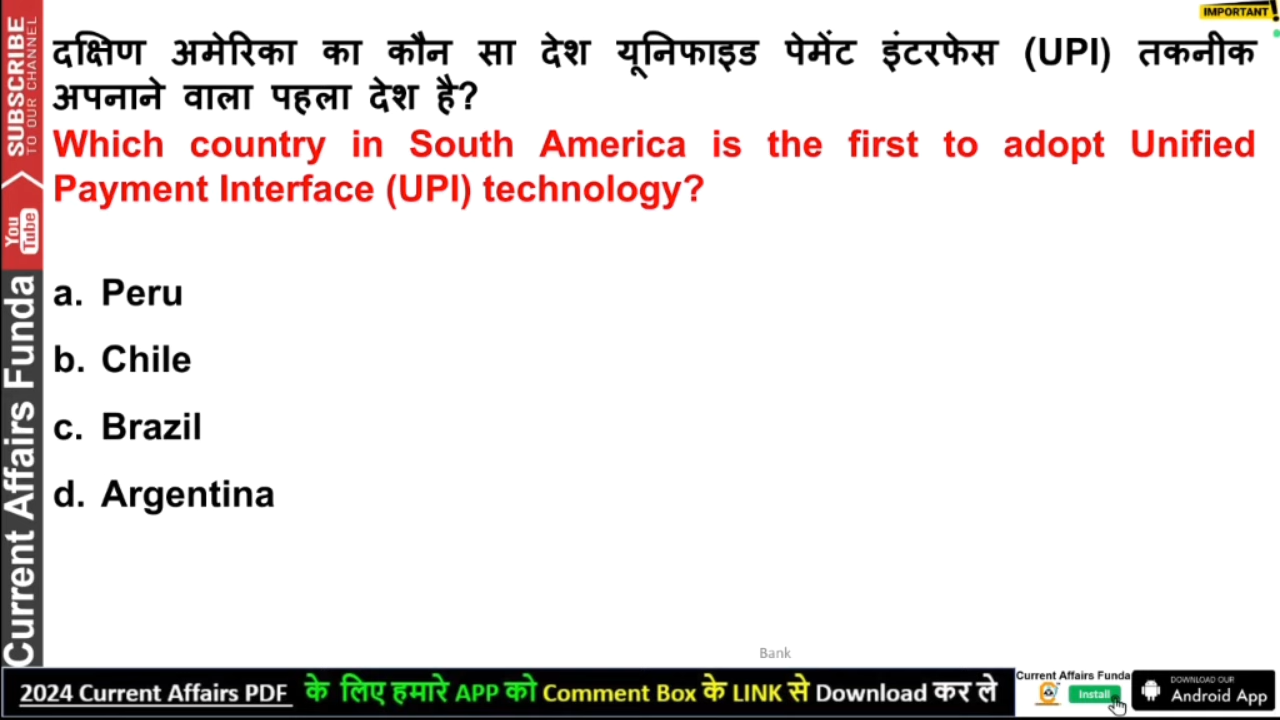 IMPORTANT!
दक्षिण अमेरिका का कौन सा देश यूनिफाइड पेमेंट इंटरफेस (UPI) तकनीक
अपनाने वाला पहला देश है?
Which country in South America is the first to adopt Unified
Payment Interface (UPI) technology?
a. Peru
b. Chile
c. Brazil
d. Argentina
SUBSCRIBE
TO OUR CHANNEL
You
Tube
Current Affairs Funda
Bank
2024 Current Affairs PDF के लिए हमारे APP को Comment Box के LINK से Download कर ले
Current Affairs Funda
Install
DOWNLOAD OUR
Android App